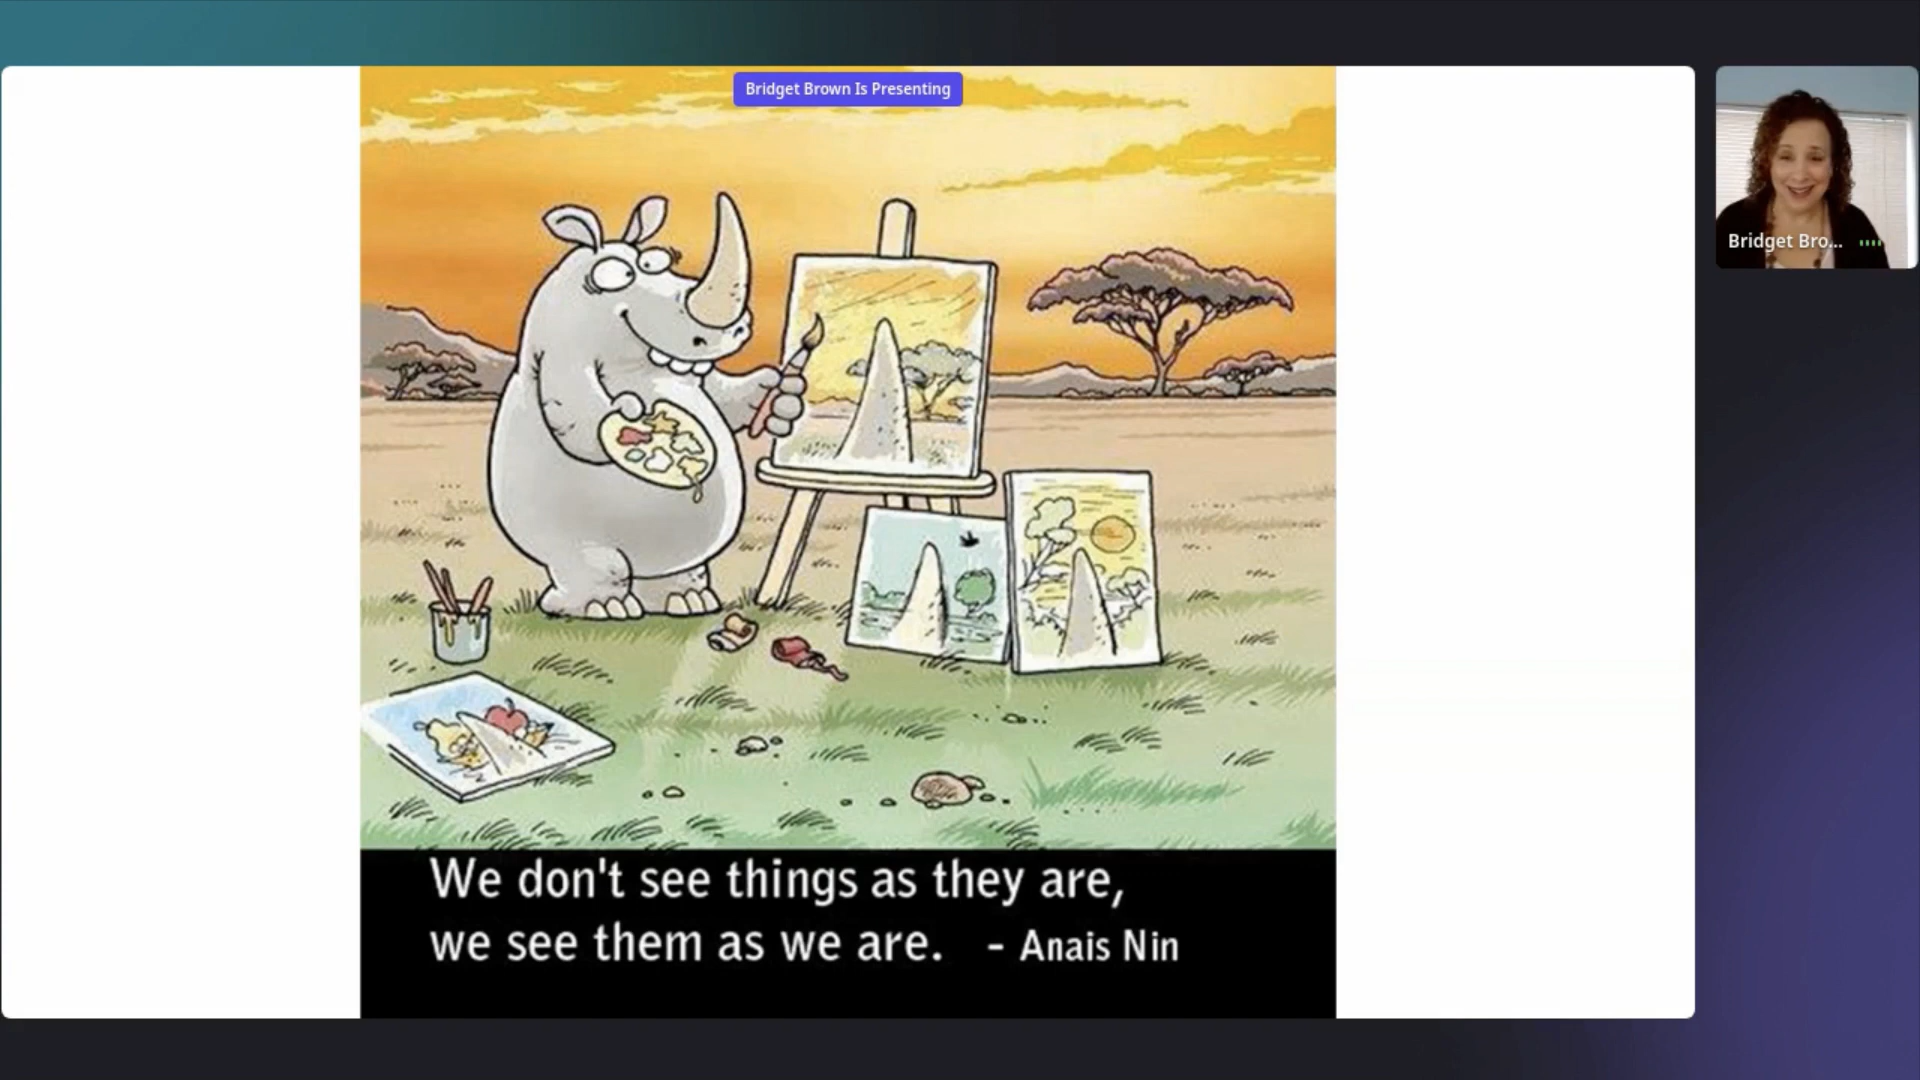 Bridget Brown Is Presenting
Bridget Bro...
We don't see things as they are,
we see them as we are. - Anais Nin